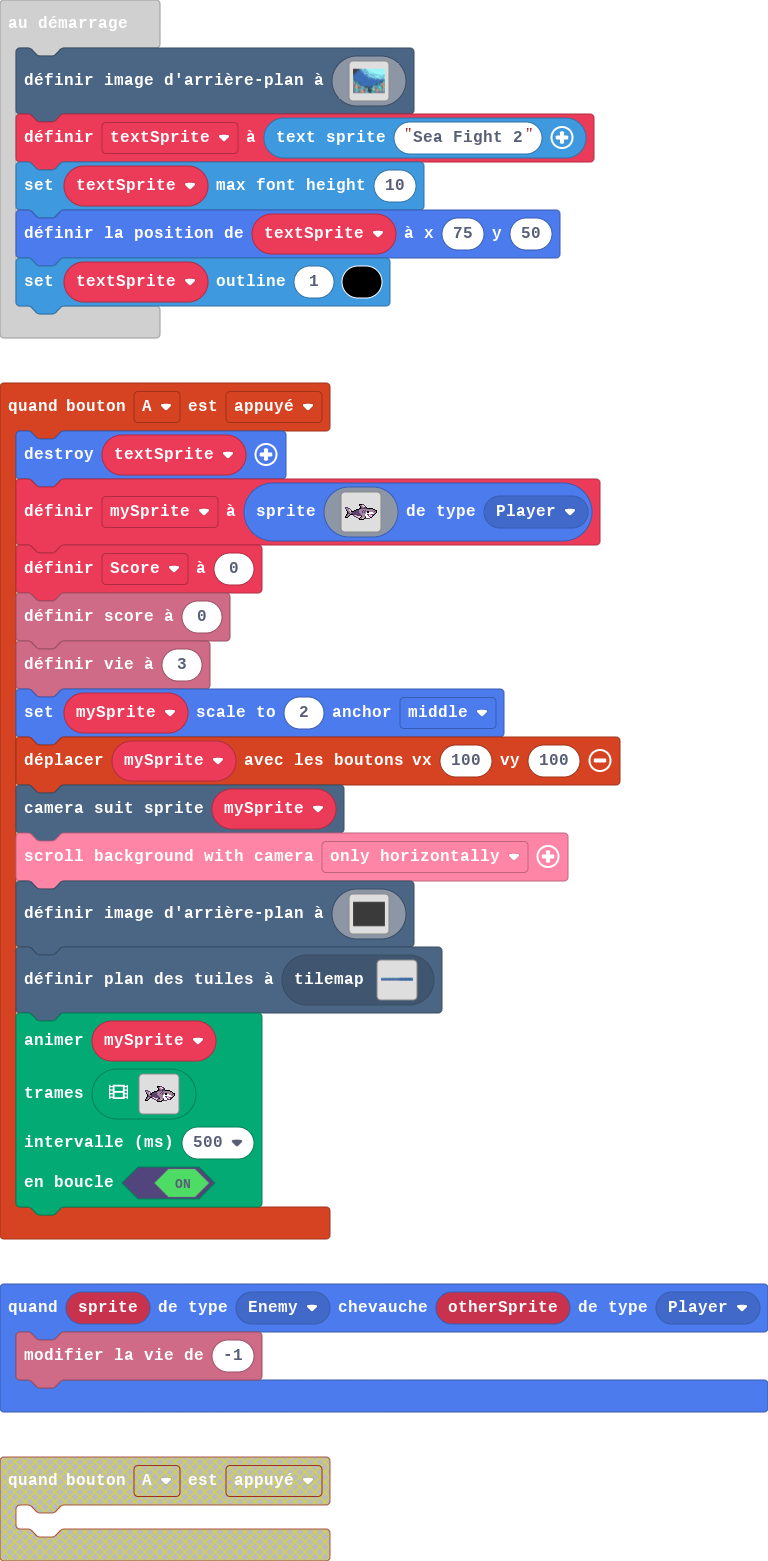 au démarrage
définir image d'arrière-plan à
définir textSprite à text sprite "Sea Fight 2"
set textSprite max font height 10
définir la position de textSprite à x 75 y 50
set textSprite outline 1
quand bouton A est appuyé
destroy textSprite
définir mySprite à sprite de type Player
définir Score à 0
définir score à 0
définir vie à 3
set mySprite scale to 2 anchor middle
déplacer mySprite avec les boutons vx 100 vy 100
camera suit sprite mySprite
scroll background with camera only horizontally
définir image d'arrière-plan à
définir plan des tuiles à tilemap
animer mySprite
trames
intervalle (ms) 500
en boucle ON
quand sprite de type Enemy chevauche otherSprite de type Player
modifier la vie de -1
quand bouton A est appuyé